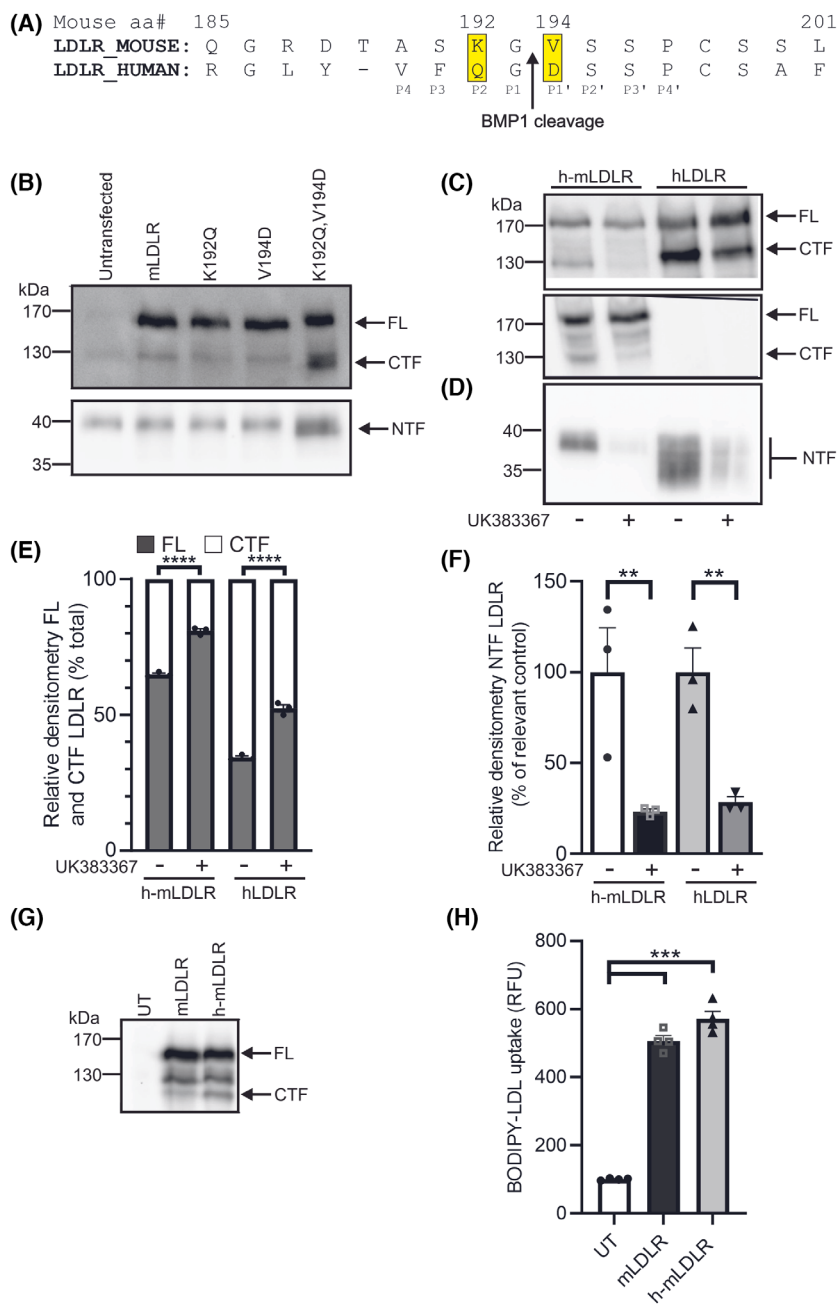 (A) Mouse aa# 185 192 194 201
LDLR_MOUSE: Q G R D T A S K G V S S P C S S L
LDLR_HUMAN: R G L Y - V F Q G D S S P C S A F
P4 P3 P2 P1 P1' P2' P3' P4'
BMP1 cleavage
(B)
Untransfected
mLDLR
K192Q
V194D
K192Q,V194D
kDa
170
FL
130
CTF
40
NTF
35
(C)
h-mLDLR hLDLR
kDa
170
FL
CTF
130
170
FL
130
CTF
(D)
40
NTF
35
UK383367 - + - +
(E)
FL CTF
**** ****
Relative densitometry FL
and CTF LDLR (% total)
100
50
0
UK383367 - + - +
h-mLDLR hLDLR
(F)
Relative densitometry NTF LDLR
(% of relevant control)
150
** **
100
50
0
UK383367 - + - +
h-mLDLR hLDLR
(G)
UT
mLDLR
h-mLDLR
kDa
170
FL
130
CTF
(H)
BODIPY-LDL uptake (RFU)
800
***
600
400
200
0
UT
mLDLR
h-mLDLR